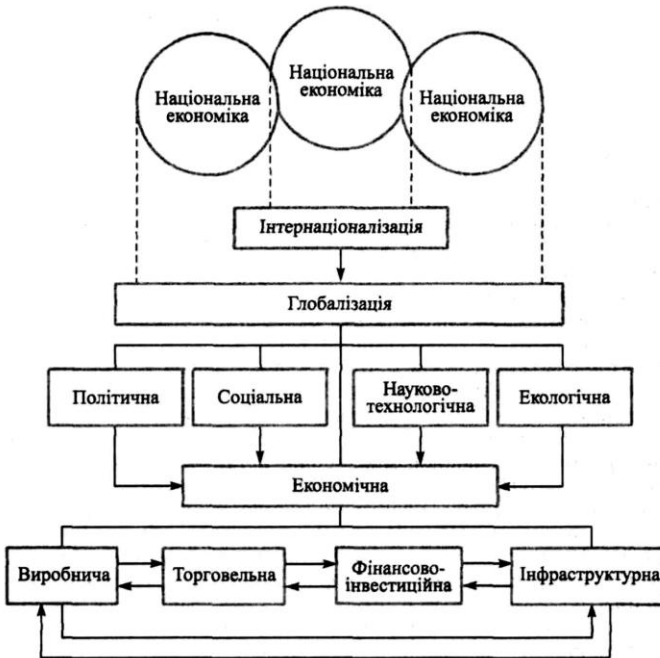 Національна
економіка
Національна
економіка
Національна
економіка
Інтернаціоналізація
Глобалізація
Політична
Соціальна
Науково-
технологічна
Екологічна
Економічна
Виробнича
Торговельна
Фінансово-
інвестиційна
Інфраструктурна